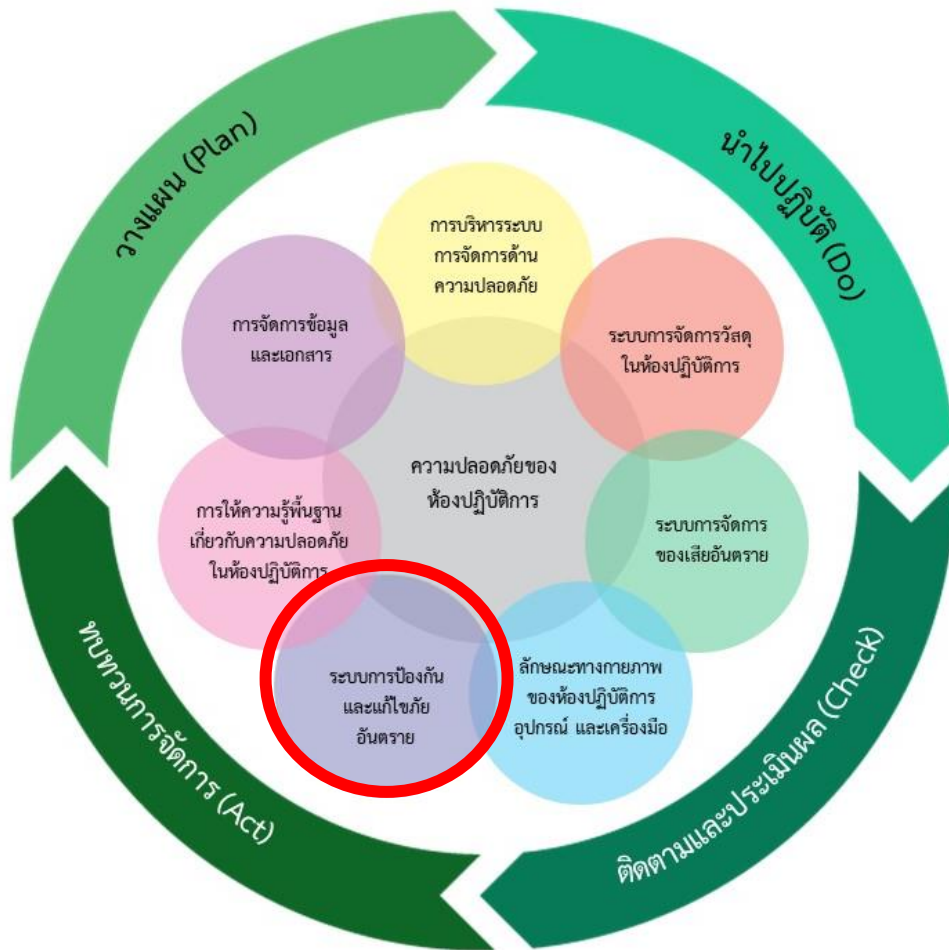 วางแผน (Plan)
นำไปปฏิบัติ (Do)
ติดตามและประเมินผล (Check)
ทบทวนการจัดการ (Act)
การบริหารระบบ
การจัดการด้าน
ความปลอดภัย
ระบบการจัดการวัสดุ
ในห้องปฏิบัติการ
ระบบการจัดการ
ของเสียอันตราย
ลักษณะทางกายภาพ
ของห้องปฏิบัติการ
อุปกรณ์ และเครื่องมือ
ระบบการป้องกัน
และแก้ไขภัย
อันตราย
การให้ความรู้พื้นฐาน
เกี่ยวกับความปลอดภัย
ในห้องปฏิบัติการ
การจัดการข้อมูล
และเอกสาร
ความปลอดภัยของ
ห้องปฏิบัติการ